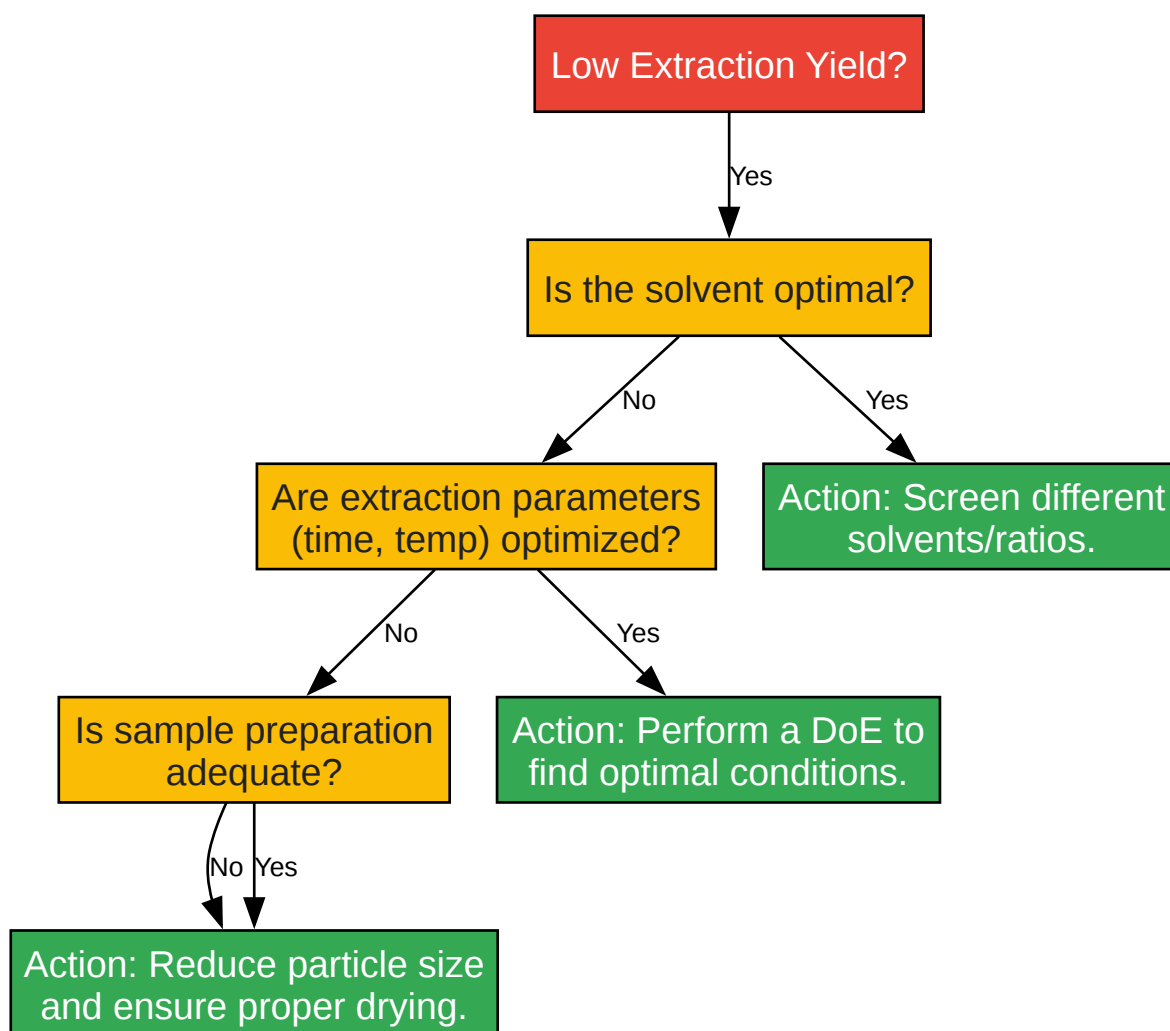 Low Extraction Yield?
Yes
Is the solvent optimal?
No
Yes
Are extraction parameters
(time, temp) optimized?
Action: Screen different
solvents/ratios.
No
Yes
Is sample preparation
adequate?
Action: Perform a DoE to
find optimal conditions.
No
Yes
Action: Reduce particle size
and ensure proper drying.